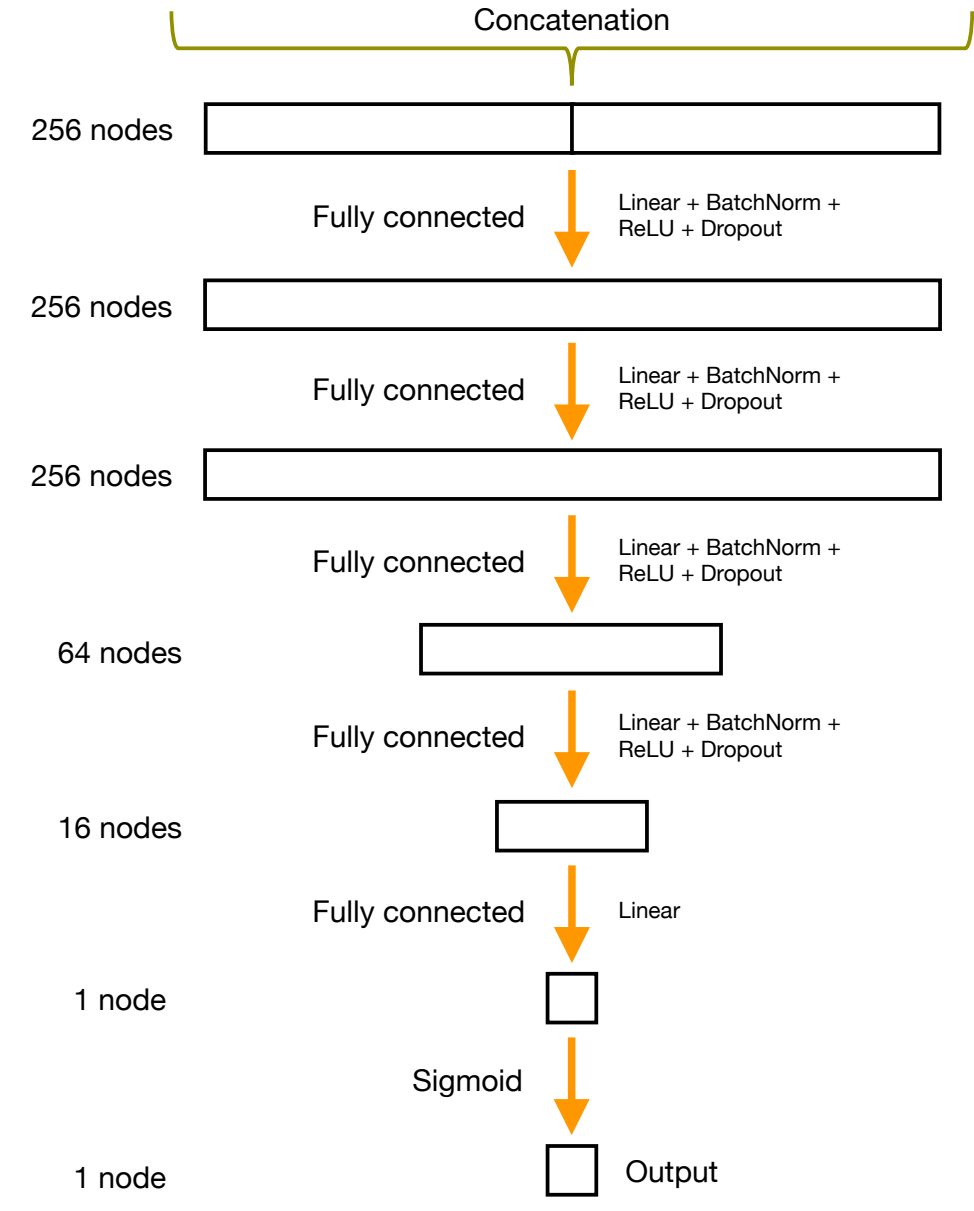 Concatenation
256 nodes
Fully connected
Linear + BatchNorm +
ReLU + Dropout
256 nodes
Fully connected
Linear + BatchNorm +
ReLU + Dropout
256 nodes
Fully connected
Linear + BatchNorm +
ReLU + Dropout
64 nodes
Fully connected
Linear + BatchNorm +
ReLU + Dropout
16 nodes
Fully connected
Linear
1 node
Sigmoid
1 node
Output